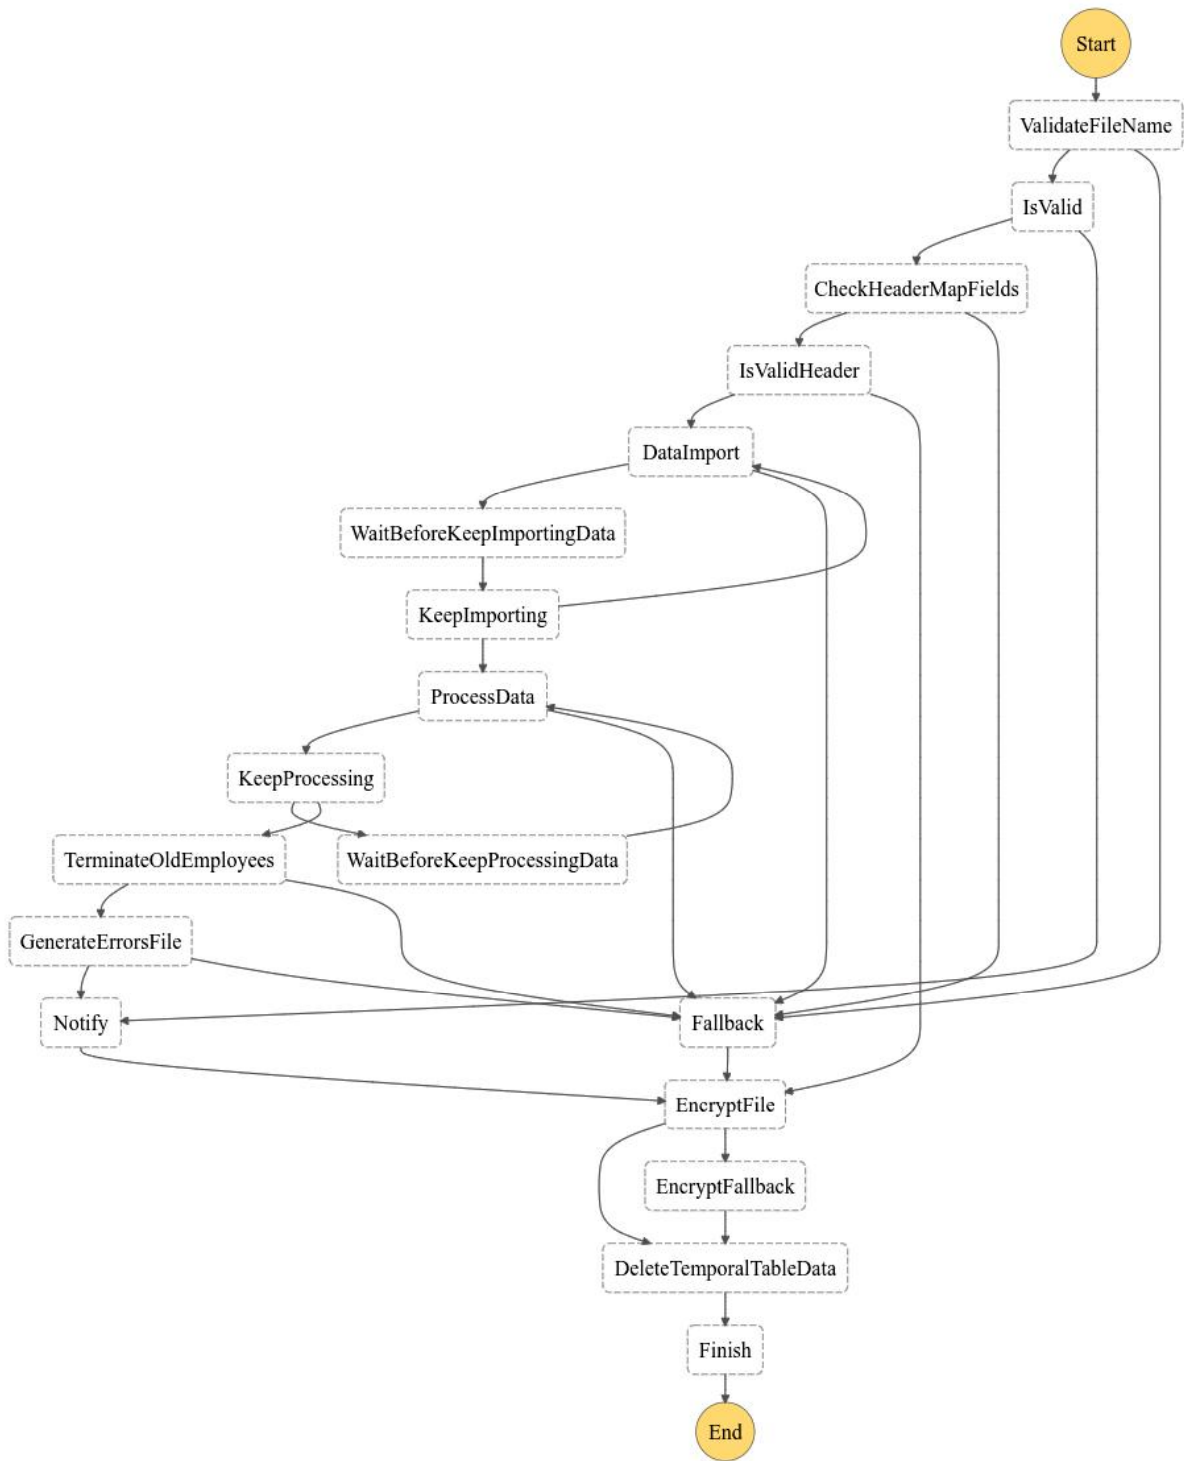 Start
ValidateFileName
IsValid
CheckHeaderMapFields
IsValidHeader
DataImport
WaitBeforeKeepImportingData
KeepImporting
ProcessData
KeepProcessing
TerminateOldEmployees
WaitBeforeKeepProcessingData
GenerateErrorsFile
Notify
Fallback
EncryptFile
EncryptFallback
DeleteTemporalTableData
Finish
End